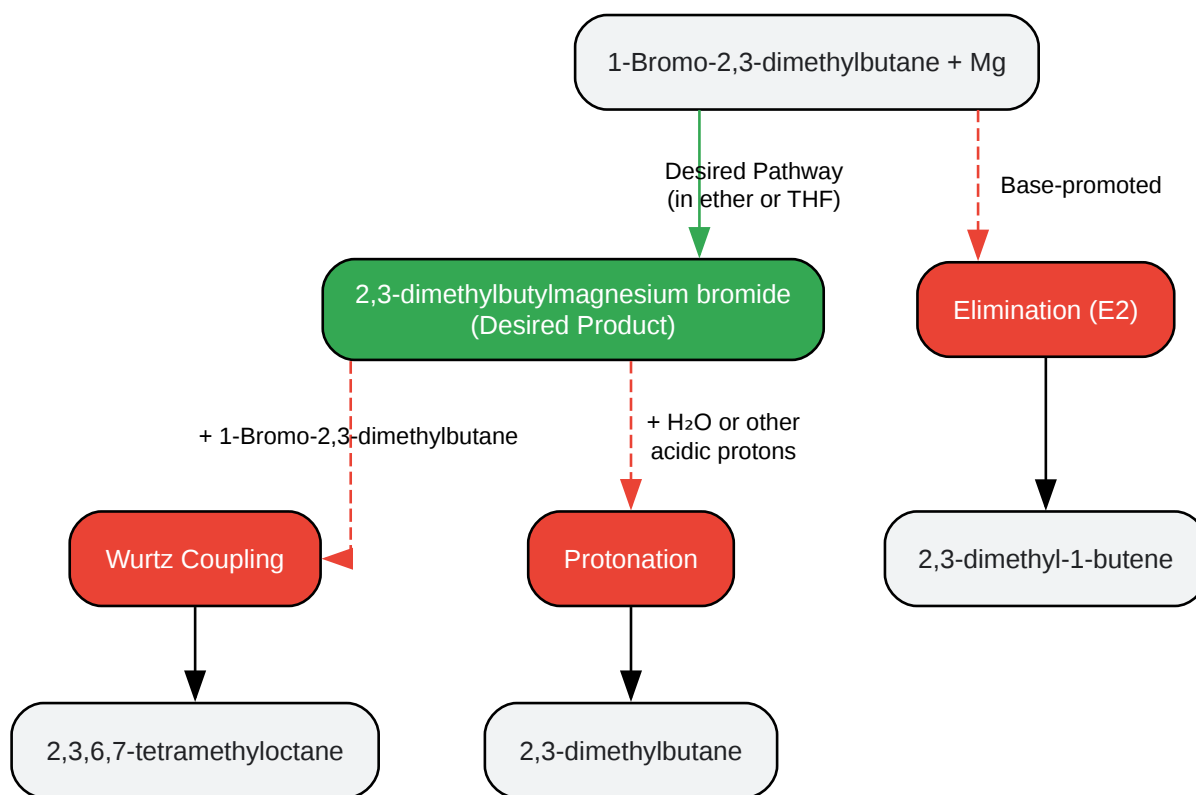 1-Bromo-2,3-dimethylbutane + Mg
Desired Pathway
(in ether or THF)
Base-promoted
2,3-dimethylbutylmagnesium bromide
(Desired Product)
Elimination (E2)
+ 1-Bromo-2,3-dimethylbutane
+ H₂O or other
acidic protons
Wurtz Coupling
Protonation
2,3-dimethyl-1-butene
2,3,6,7-tetramethyloctane
2,3-dimethylbutane